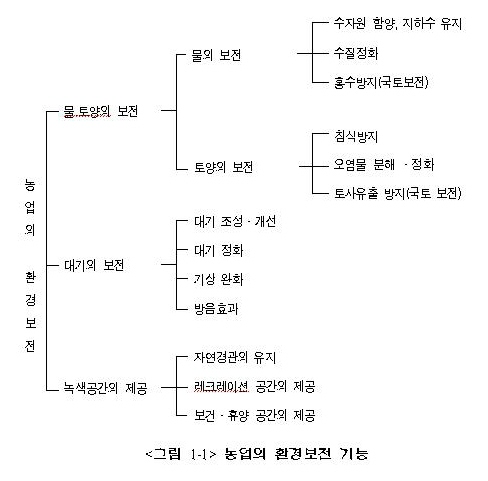 농업의 환경보전
물.토양의 보전
물의 보전
수자원 함양, 지하수 유지
수질정화
홍수방지(국토보전)
토양의 보전
침식방지
오염물 분해 · 정화
토사유출 방지(국토 보전)
대기의 보전
대기 조성 · 개선
대기 정화
기상 완화
방음효과
녹색공간의 제공
자연경관의 유지
레크레이션 공간의 제공
보건 · 휴양 공간의 제공
<그림 1-1> 농업의 환경보전 기능